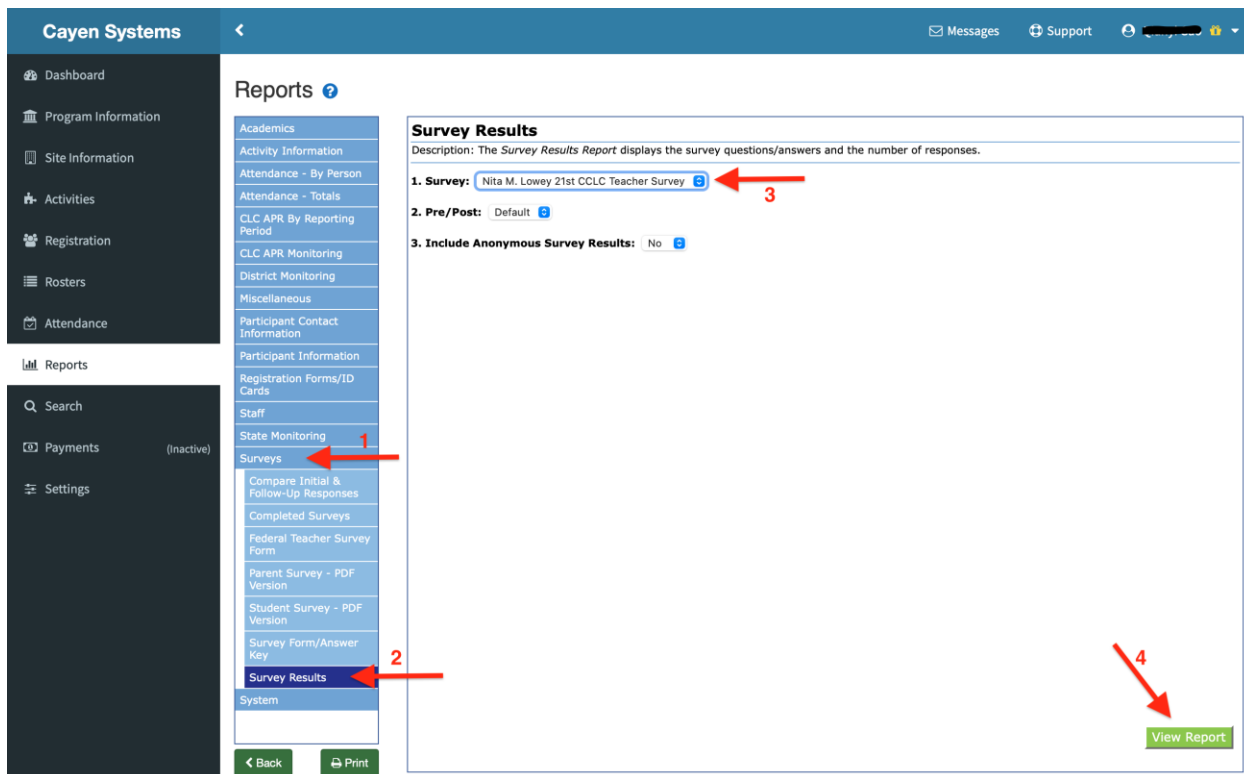 Cayen Systems
Messages
Support
Dashboard
Program Information
Site Information
Activities
Registration
Rosters
Attendance
Reports
Search
Payments (Inactive)
Settings
Reports
Academics
Activity Information
Attendance - By Person
Attendance - Totals
CLC APR By Reporting
Period
CLC APR Monitoring
District Monitoring
Miscellaneous
Participant Contact
Information
Participant Information
Registration Forms/ID
Cards
Staff
State Monitoring
1
Surveys
Compare Initial &
Follow-Up Responses
Completed Surveys
Federal Teacher Survey
Form
Parent Survey - PDF
Version
Student Survey - PDF
Version
Survey Form/Answer
Key
2
Survey Results
System
Back
Print
Survey Results
Description: The Survey Results Report displays the survey questions/answers and the number of responses.
1. Survey: Nita M. Lowey 21st CCLC Teacher Survey
3
2. Pre/Post: Default
3. Include Anonymous Survey Results: No
4
View Report